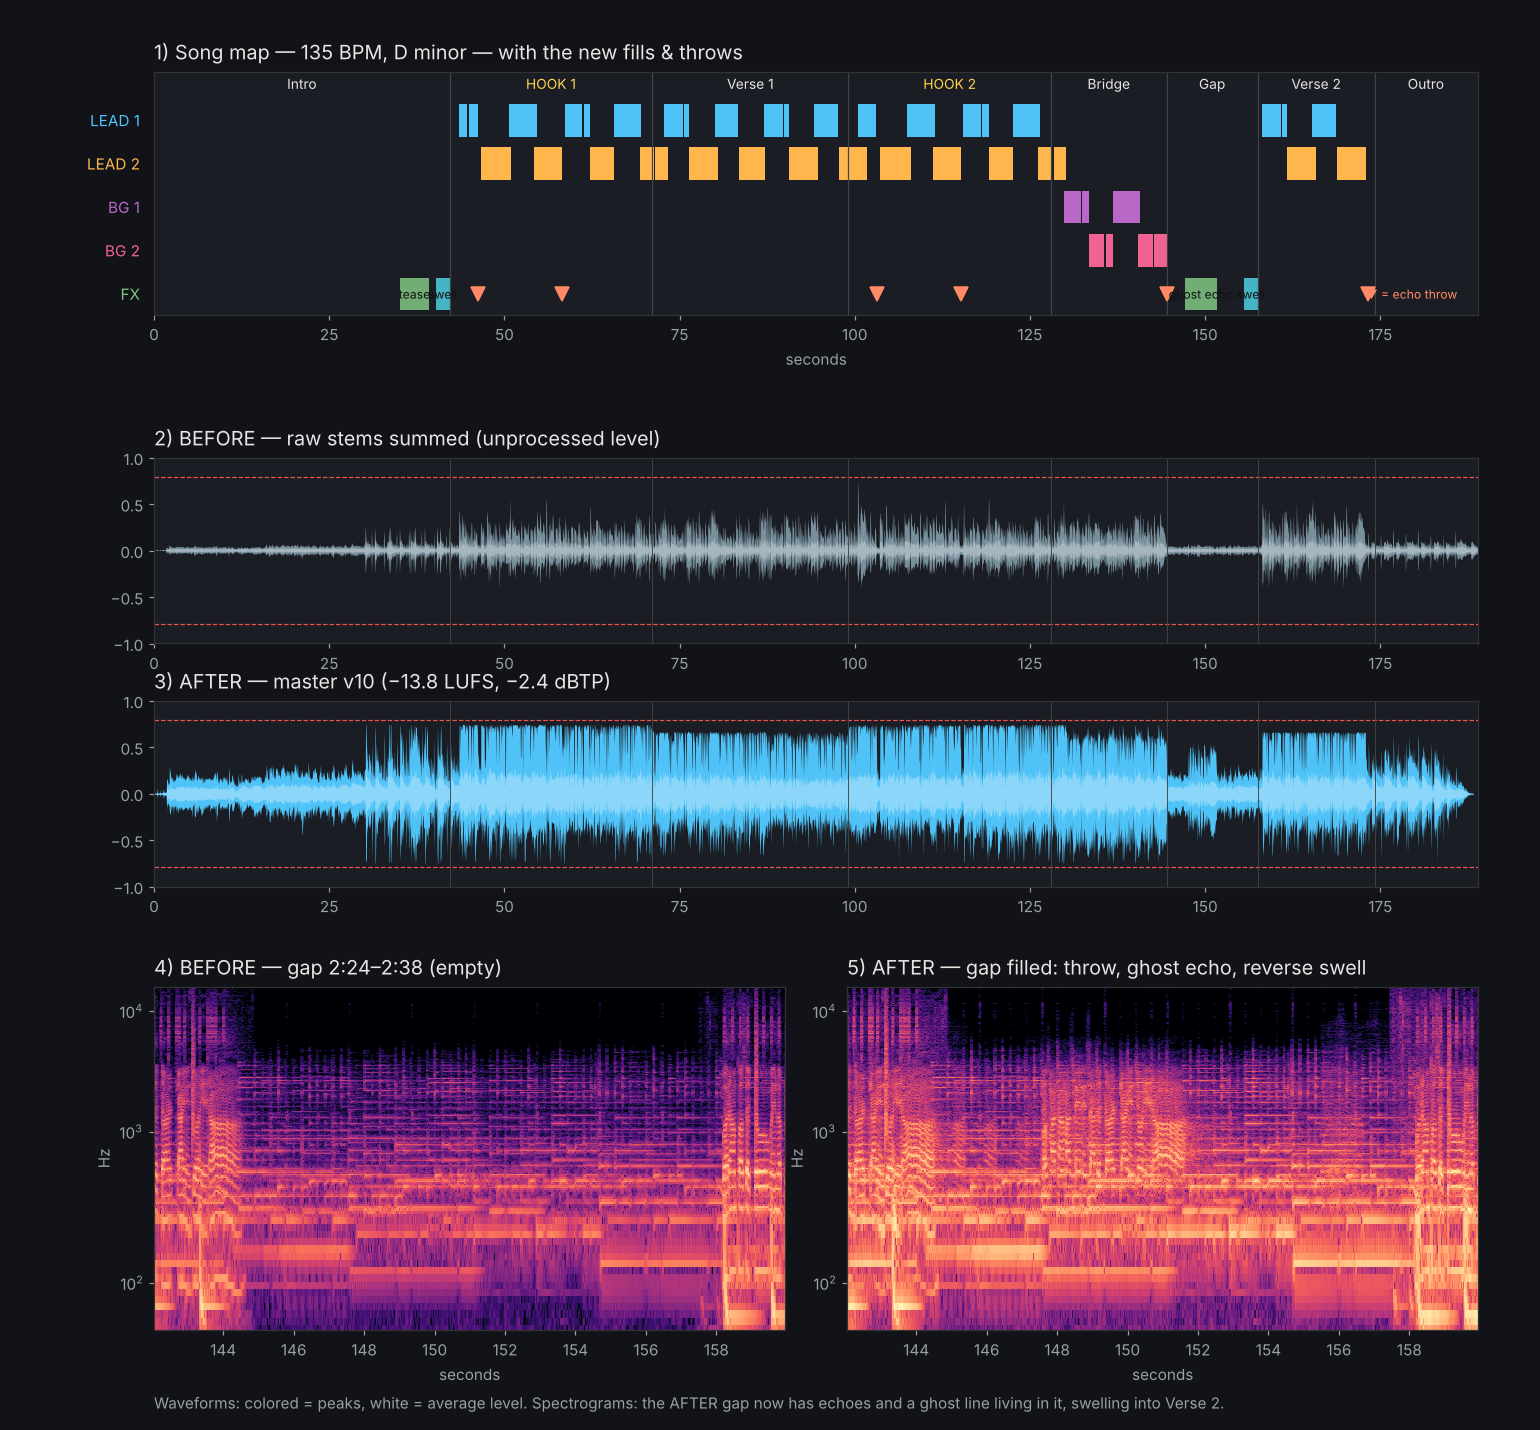 1) Song map — 135 BPM, D minor — with the new fills & throws
Intro HOOK 1 Verse 1 HOOK 2 Bridge Gap Verse 2 Outro
LEAD 1
LEAD 2
BG 1
BG 2
FX tease swell ghost echo swell = echo throw
0 25 50 75 100 125 150 175
seconds
2) BEFORE — raw stems summed (unprocessed level)
1.0
0.5
0.0
−0.5
−1.0
0 25 50 75 100 125 150 175
3) AFTER — master v10 (−13.8 LUFS, −2.4 dBTP)
1.0
0.5
0.0
−0.5
−1.0
0 25 50 75 100 125 150 175
4) BEFORE — gap 2:24–2:38 (empty)
10⁴
10³
10²
Hz
144 146 148 150 152 154 156 158
seconds
5) AFTER — gap filled: throw, ghost echo, reverse swell
10⁴
10³
10²
Hz
144 146 148 150 152 154 156 158
seconds
Waveforms: colored = peaks, white = average level. Spectrograms: the AFTER gap now has echoes and a ghost line living in it, swelling into Verse 2.